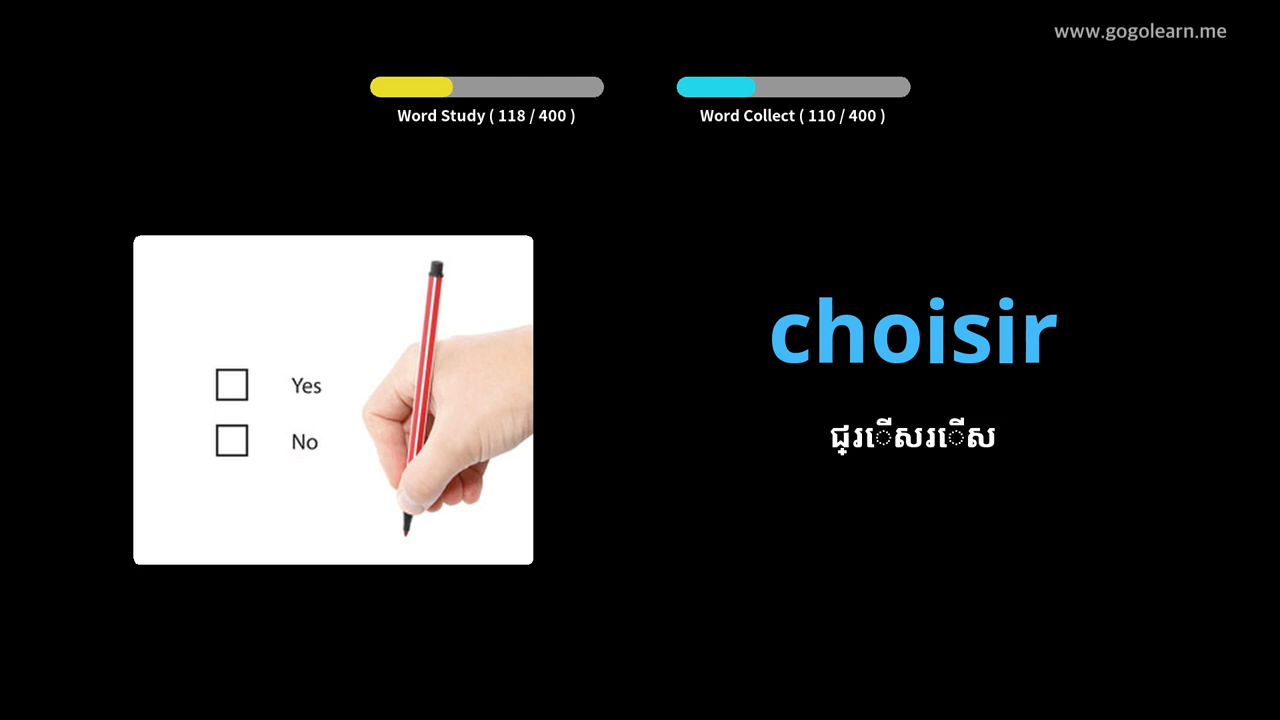 www.gogolearn.me
Word Study ( 118 / 400 )
Word Collect ( 110 / 400 )
Yes
No
choisir
ជ្រើសរើស